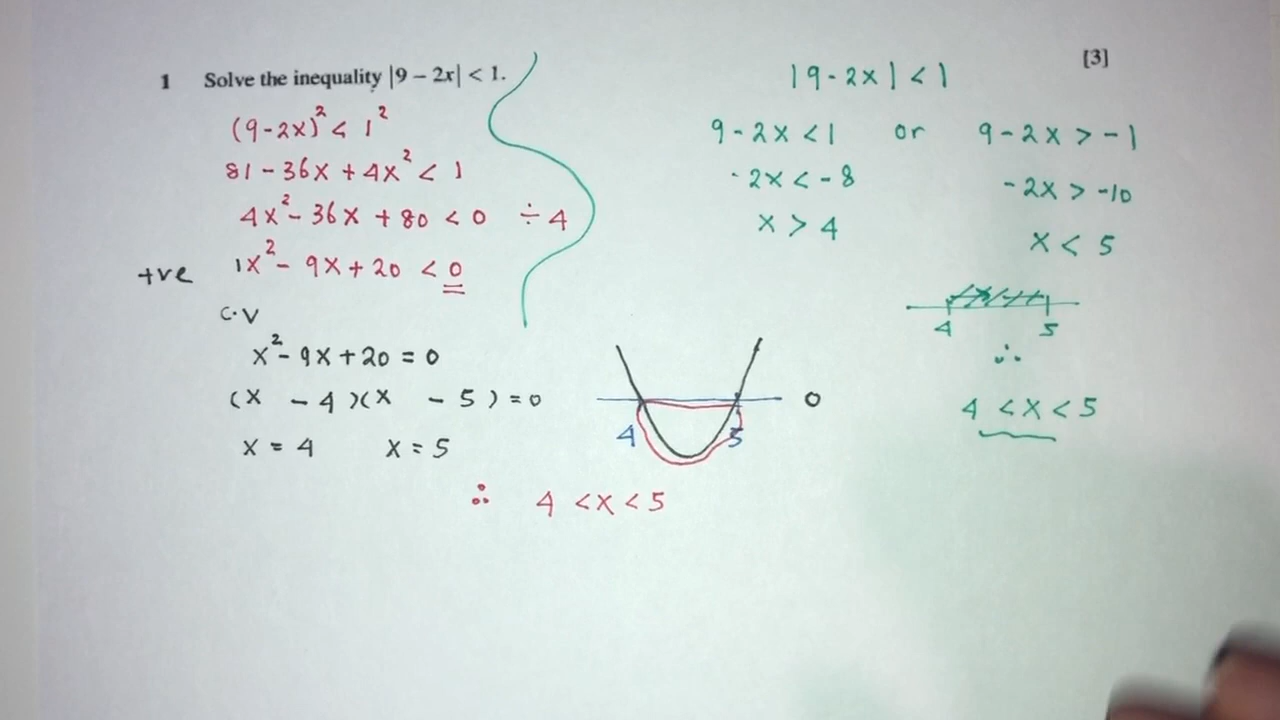 1 Solve the inequality |9 – 2x| < 1. [3]
(9-2x)² < 1²
81 - 36x + 4x² < 1
4x² - 36x + 80 < 0 ÷ 4
+ve 1x² - 9x + 20 < 0
C.V
x² - 9x + 20 = 0
(x - 4)(x - 5) = 0
x = 4 x = 5
4 5 0
∴ 4 < x < 5
|9-2x| < 1
9 - 2x < 1 or 9 - 2x > -1
-2x < -8 -2x > -10
x > 4 x < 5
4 5
∴
4 < x < 5